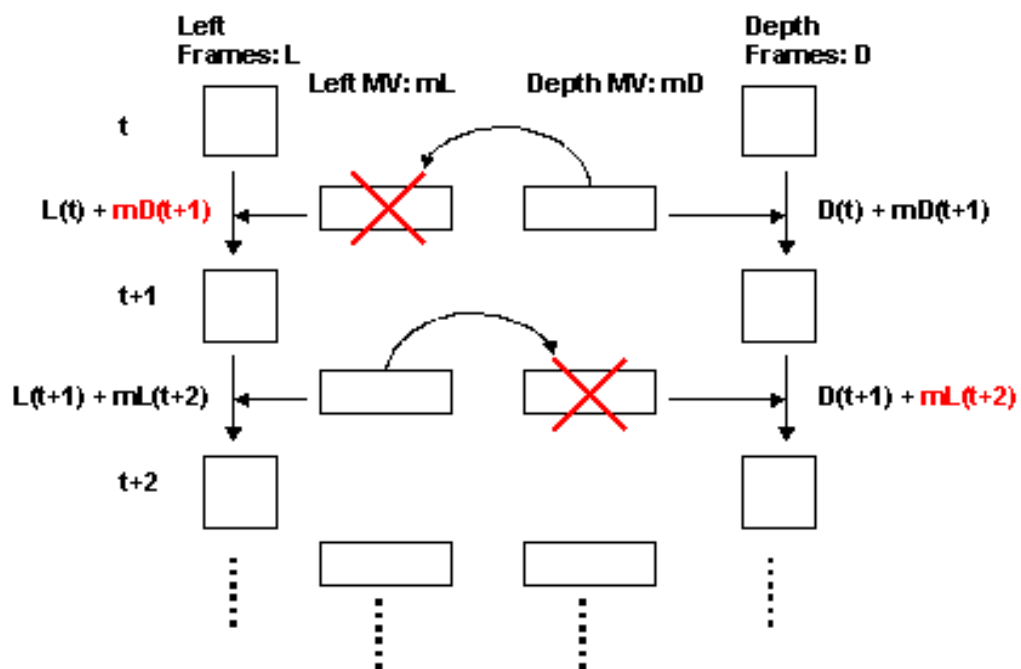 Left
Frames: L
Depth
Frames: D
Left MV: mL
Depth MV: mD
t
L(t) + mD(t+1)
D(t) + mD(t+1)
t+1
L(t+1) + mL(t+2)
D(t+1) + mL(t+2)
t+2